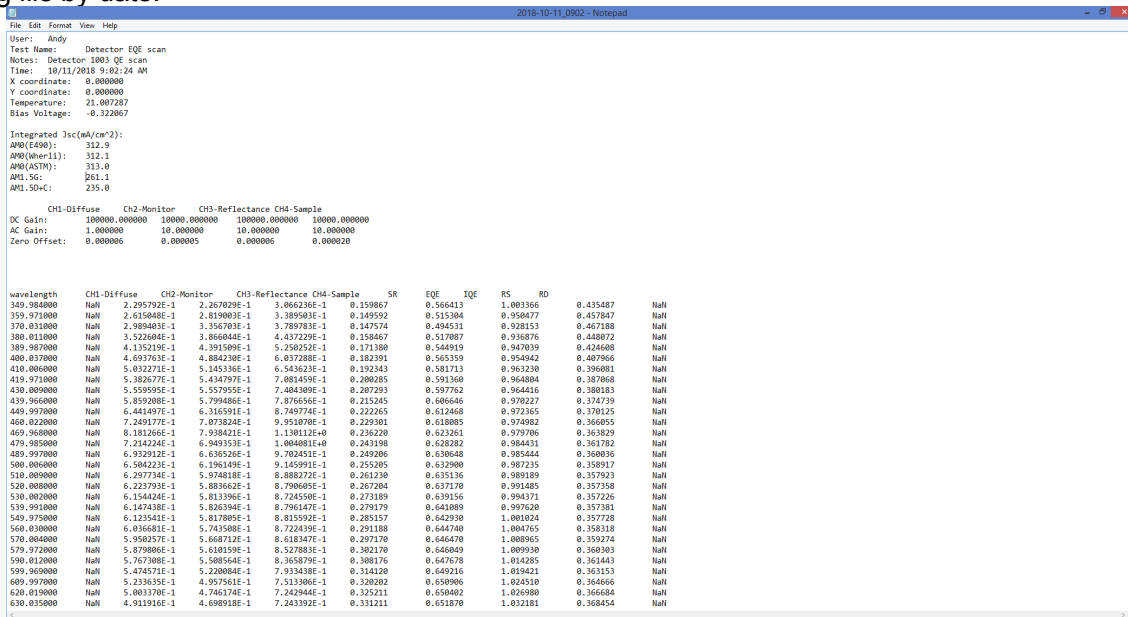 g file by date.
2018-10-11_0902 - Notepad
File Edit Format View Help
User: Andy
Test Name: Detector EQE scan
Notes: Detector 1003 QE scan
Time: 10/11/2018 9:02:24 AM
X coordinate: 0.000000
Y coordinate: 0.000000
Temperature: 21.007287
Bias Voltage: -0.322067
Integrated Jsc(mA/cm^2):
AM0(E490): 312.9
AM0(Wherli): 312.1
AM0(ASTM): 313.0
AM1.5G: 261.1
AM1.5D+C: 235.0
CH1-Diffuse Ch2-Monitor CH3-Reflectance CH4-Sample
DC Gain: 100000.000000 10000.000000 100000.000000 10000.000000
AC Gain: 1.000000 10.000000 10.000000 10.000000
Zero Offset: 0.000006 0.000005 0.000006 0.000020
wavelength CH1-Diffuse CH2-Monitor CH3-Reflectance CH4-Sample SR EQE IQE RS RD
349.984000 NaN 2.295792E-1 2.267029E-1 3.066236E-1 0.159867 0.566413 1.003366 0.435487 NaN
359.971000 NaN 2.615048E-1 2.819003E-1 3.389503E-1 0.149592 0.515304 0.950477 0.457847 NaN
370.031000 NaN 2.989403E-1 3.356703E-1 3.789783E-1 0.147574 0.494531 0.928153 0.467188 NaN
380.011000 NaN 3.522604E-1 3.866044E-1 4.437229E-1 0.158467 0.517087 0.936876 0.448072 NaN
389.987000 NaN 4.135219E-1 4.391509E-1 5.250252E-1 0.171380 0.544919 0.947039 0.424608 NaN
400.037000 NaN 4.693763E-1 4.884230E-1 6.037288E-1 0.182391 0.565359 0.954942 0.407966 NaN
410.006000 NaN 5.032271E-1 5.145336E-1 6.543623E-1 0.192343 0.581713 0.963230 0.396081 NaN
419.971000 NaN 5.382677E-1 5.434797E-1 7.081459E-1 0.200285 0.591360 0.964804 0.387068 NaN
430.009000 NaN 5.559595E-1 5.557955E-1 7.404309E-1 0.207293 0.597762 0.964416 0.380183 NaN
439.966000 NaN 5.859208E-1 5.799486E-1 7.876656E-1 0.215245 0.606646 0.970227 0.374739 NaN
449.997000 NaN 6.441497E-1 6.316591E-1 8.749774E-1 0.222265 0.612468 0.972365 0.370125 NaN
460.022000 NaN 7.249177E-1 7.073824E-1 9.951070E-1 0.229301 0.618085 0.974982 0.366055 NaN
469.968000 NaN 8.181266E-1 7.938421E-1 1.130112E+0 0.236220 0.623261 0.979706 0.363829 NaN
479.985000 NaN 7.214224E-1 6.949353E-1 1.004081E+0 0.243198 0.628282 0.984431 0.361782 NaN
489.997000 NaN 6.932912E-1 6.636526E-1 9.702451E-1 0.249206 0.630648 0.985444 0.360036 NaN
500.006000 NaN 6.504223E-1 6.196149E-1 9.145991E-1 0.255205 0.632900 0.987235 0.358917 NaN
510.009000 NaN 6.297734E-1 5.974818E-1 8.888272E-1 0.261230 0.635136 0.989189 0.357923 NaN
520.008000 NaN 6.223793E-1 5.883662E-1 8.790605E-1 0.267204 0.637170 0.991485 0.357358 NaN
530.002000 NaN 6.154424E-1 5.813396E-1 8.724550E-1 0.273189 0.639156 0.994371 0.357226 NaN
539.991000 NaN 6.147438E-1 5.826394E-1 8.796147E-1 0.279179 0.641089 0.997620 0.357381 NaN
549.975000 NaN 6.123541E-1 5.817805E-1 8.815592E-1 0.285157 0.642930 1.001024 0.357728 NaN
560.030000 NaN 6.036681E-1 5.743508E-1 8.722439E-1 0.291188 0.644740 1.004765 0.358318 NaN
570.004000 NaN 5.950257E-1 5.668712E-1 8.618347E-1 0.297170 0.646470 1.008965 0.359274 NaN
579.972000 NaN 5.879806E-1 5.610159E-1 8.527883E-1 0.302170 0.646049 1.009930 0.360303 NaN
590.012000 NaN 5.767308E-1 5.508564E-1 8.365879E-1 0.308176 0.647678 1.014285 0.361443 NaN
599.969000 NaN 5.474571E-1 5.220084E-1 7.933438E-1 0.314120 0.649216 1.019421 0.363153 NaN
609.997000 NaN 5.233635E-1 4.957561E-1 7.513306E-1 0.320202 0.650906 1.024510 0.364666 NaN
620.019000 NaN 5.003370E-1 4.746174E-1 7.242944E-1 0.325211 0.650402 1.026980 0.366684 NaN
630.035000 NaN 4.911916E-1 4.698918E-1 7.243392E-1 0.331211 0.651870 1.032181 0.368454 NaN